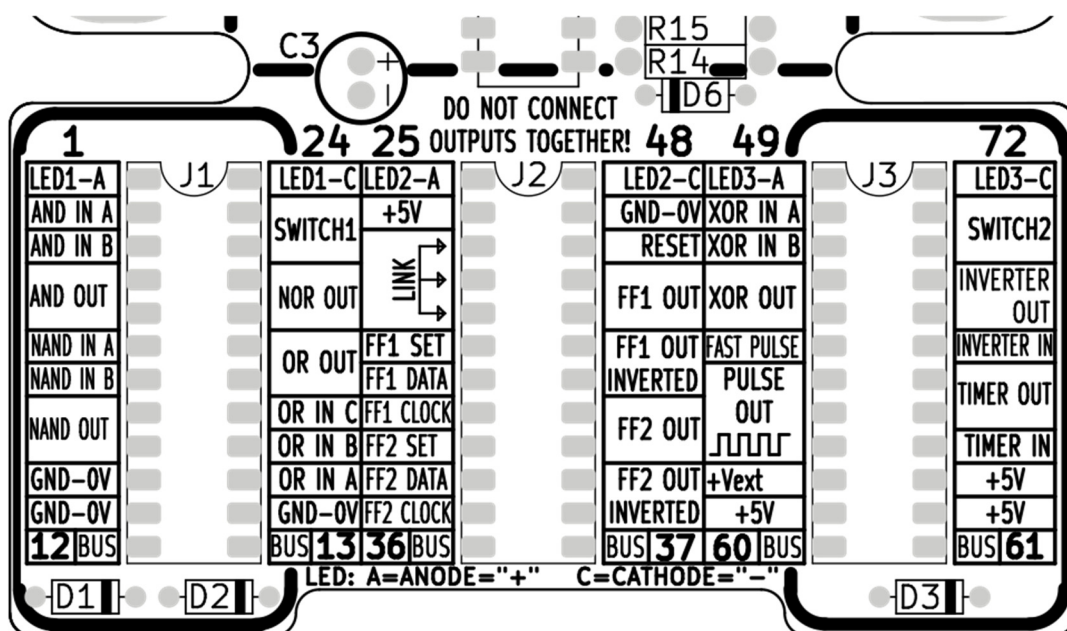 R15
C3
+
R14
D6
DO NOT CONNECT
OUTPUTS TOGETHER!
1
24
25
48
49
72
J1
J2
J3
LED1-A
AND IN A
AND IN B
AND OUT
NAND IN A
NAND IN B
NAND OUT
GND-0V
GND-0V
12 BUS
LED1-C
SWITCH1
NOR OUT
OR OUT
OR IN C
OR IN B
OR IN A
GND-0V
BUS 13
LED2-A
+5V
LINK
FF1 SET
FF1 DATA
FF1 CLOCK
FF2 SET
FF2 DATA
FF2 CLOCK
36 BUS
LED2-C
GND-0V
RESET
FF1 OUT
FF1 OUT
INVERTED
FF2 OUT
FF2 OUT
INVERTED
BUS 37
LED3-A
XOR IN A
XOR IN B
XOR OUT
FAST PULSE
PULSE
OUT
+Vext
+5V
60 BUS
LED3-C
SWITCH2
INVERTER
OUT
INVERTER IN
TIMER OUT
TIMER IN
+5V
+5V
BUS 61
LED: A=ANODE="+" C=CATHODE="-"
D1
D2
D3